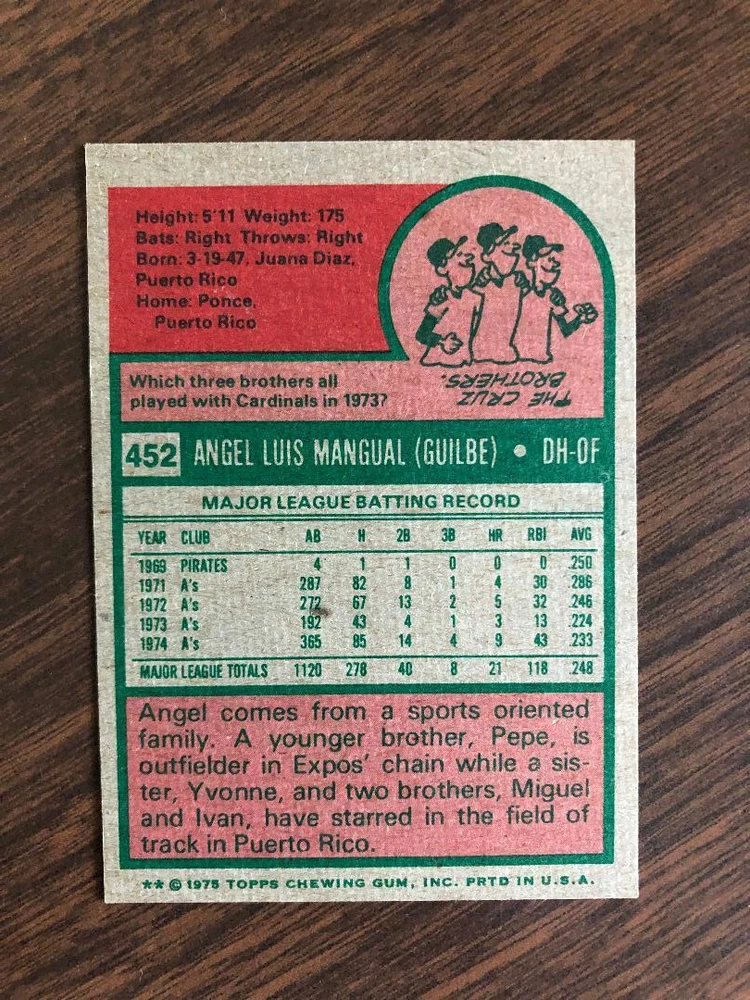 Height: 5'11 Weight: 175
Bats: Right Throws: Right
Born: 3-19-47, Juana Diaz,
Puerto Rico
Home: Ponce,
Puerto Rico
THE CRUZ
BROTHERS.
Which three brothers all
played with Cardinals in 1973?
452 ANGEL LUIS MANGUAL (GUILBE) • DH-OF
MAJOR LEAGUE BATTING RECORD
YEAR CLUB AB H 2B 3B HR RBI AVG
1969 PIRATES 4 1 1 0 0 0 .250
1971 A's 287 82 8 1 4 30 .286
1972 A's 272 67 13 2 5 32 .246
1973 A's 192 43 4 1 3 13 .224
1974 A's 365 85 14 4 9 43 .233
MAJOR LEAGUE TOTALS 1120 278 40 8 21 118 .248
Angel comes from a sports oriented
family. A younger brother, Pepe, is
outfielder in Expos' chain while a sis-
ter, Yvonne, and two brothers, Miguel
and Ivan, have starred in the field of
track in Puerto Rico.
** © 1975 TOPPS CHEWING GUM, INC. PRTD IN U.S.A.